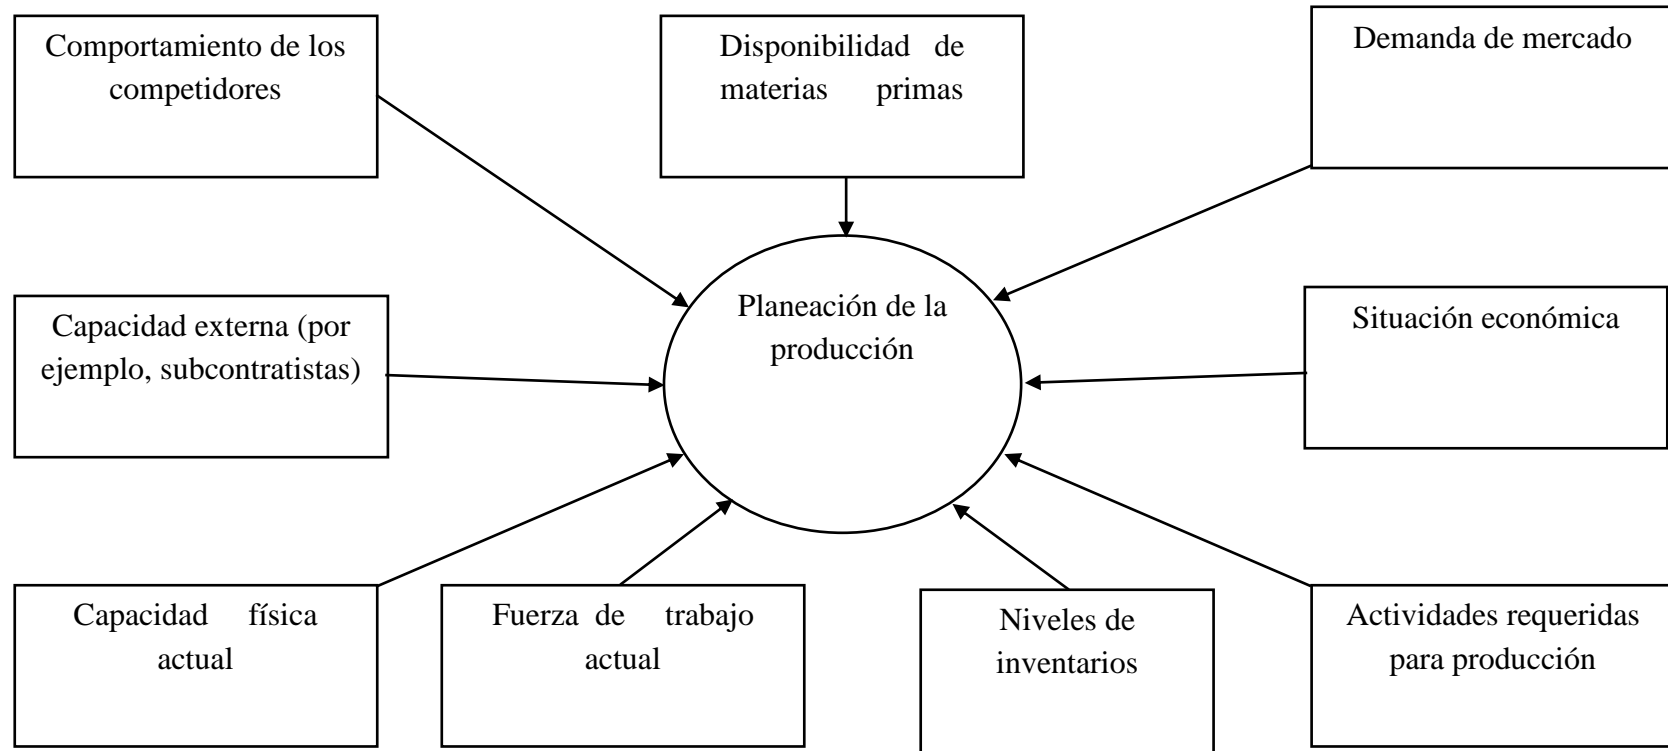 Comportamiento de los
competidores
Disponibilidad de
materias primas
Demanda de mercado
Capacidad externa (por
ejemplo, subcontratistas)
Planeación de la
producción
Situación económica
Capacidad física
actual
Fuerza de trabajo
actual
Niveles de
inventarios
Actividades requeridas
para producción